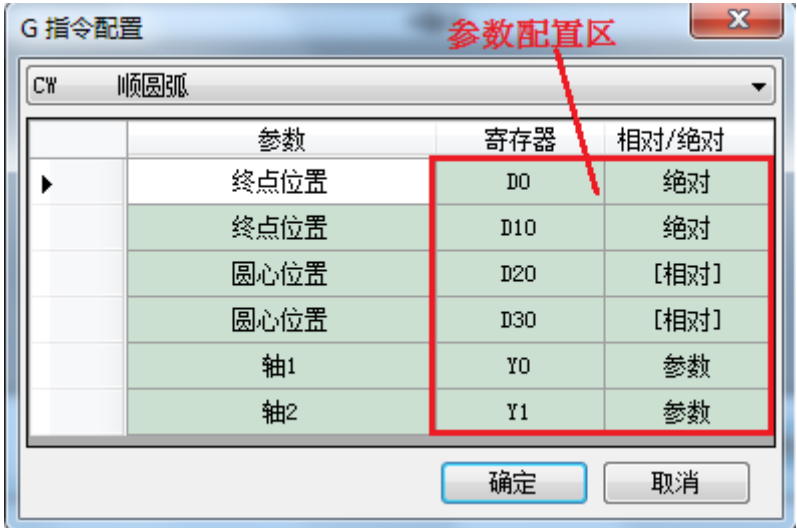 G 指令配置
参数配置区
CW 顺圆弧
参数 寄存器 相对/绝对
终点位置 D0 绝对
终点位置 D10 绝对
圆心位置 D20 [相对]
圆心位置 D30 [相对]
轴1 Y0 参数
轴2 Y1 参数
确定 取消